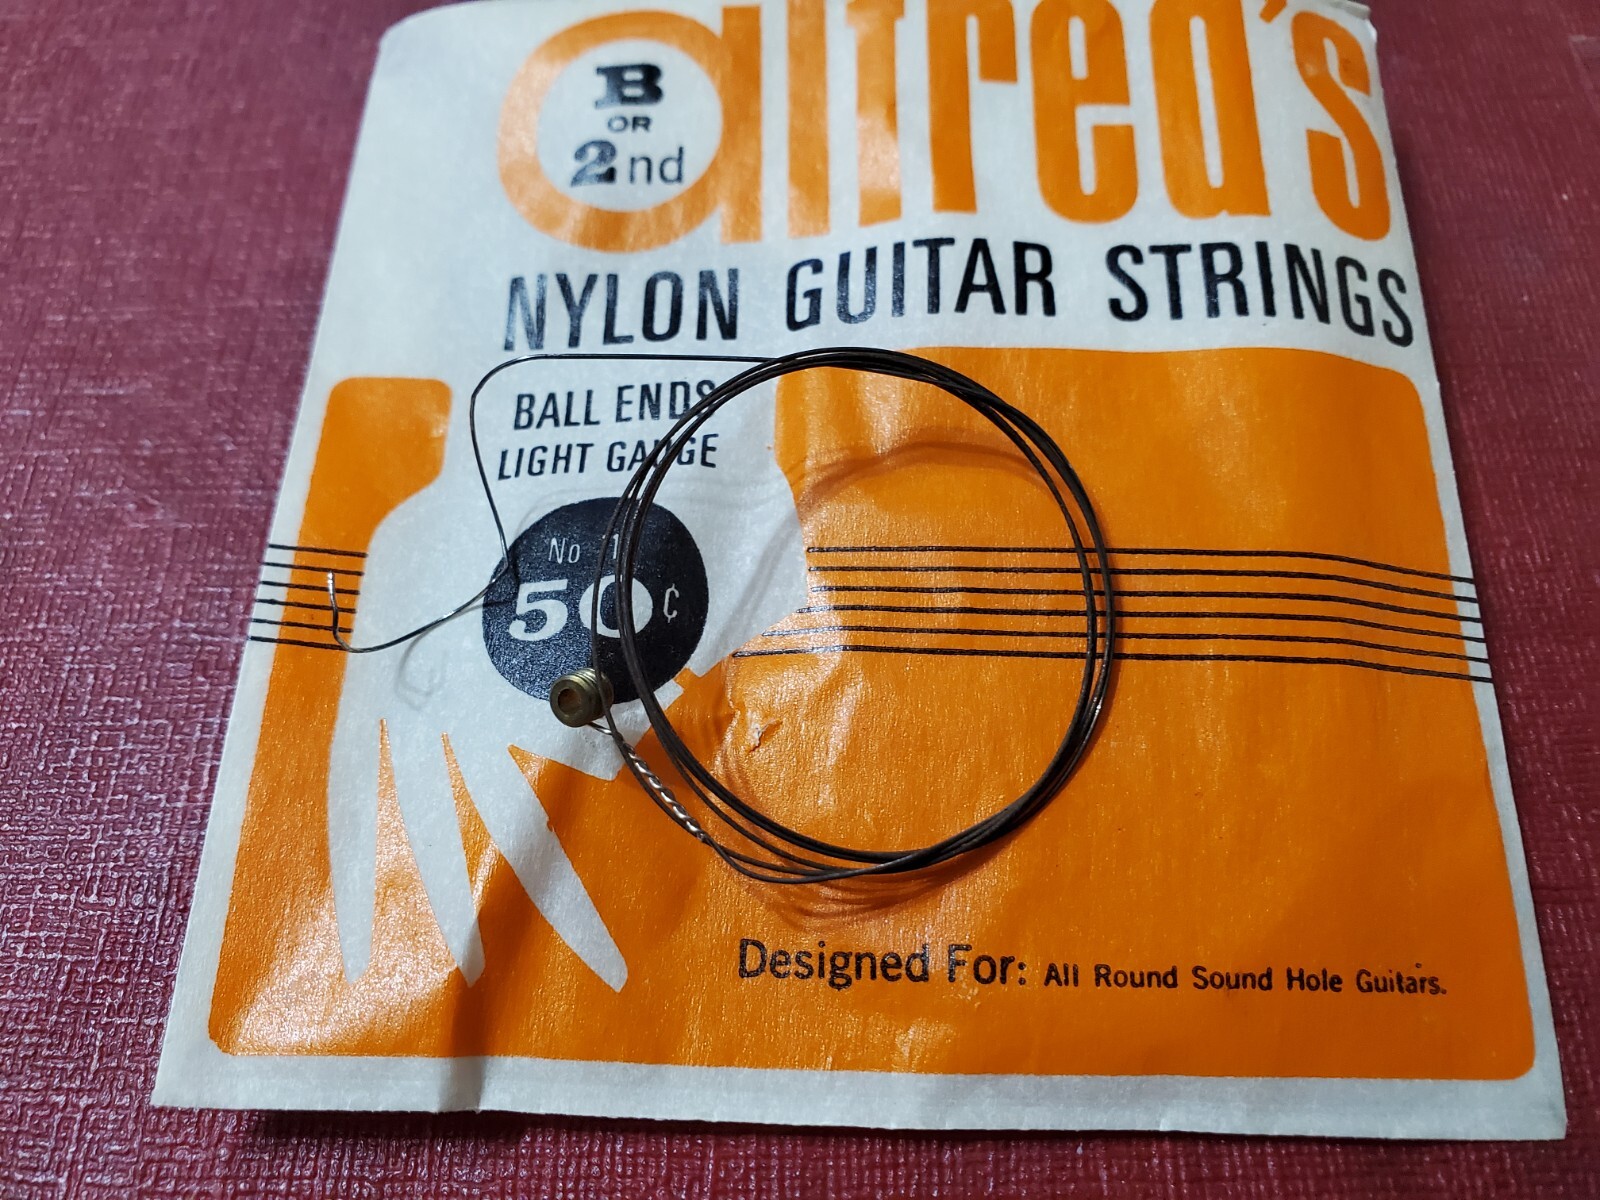 alfred's
B
OR
2nd
NYLON GUITAR STRINGS
BALL ENDS
LIGHT GAUGE
No 1
50¢
Designed For: All Round Sound Hole Guitars.